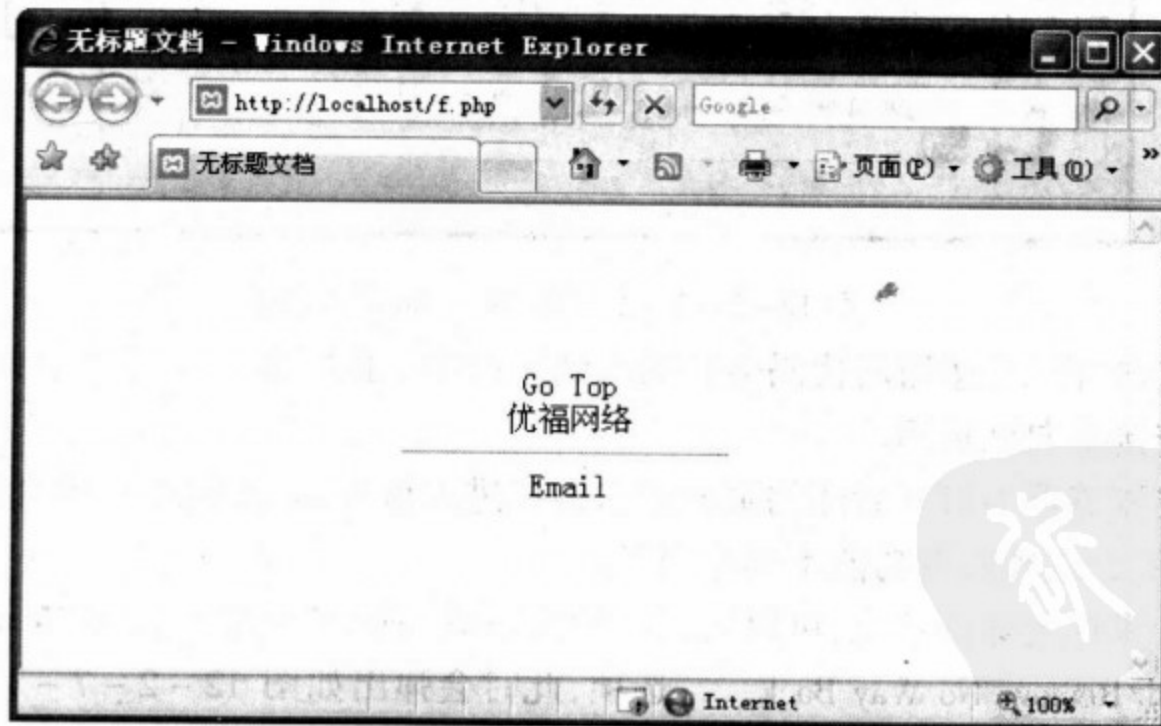 无标题文档 - Windows Internet Explorer
http://localhost/f.php Google
无标题文档 页面(P) 工具(O) »
Go Top
优福网络
Email
Internet 100%